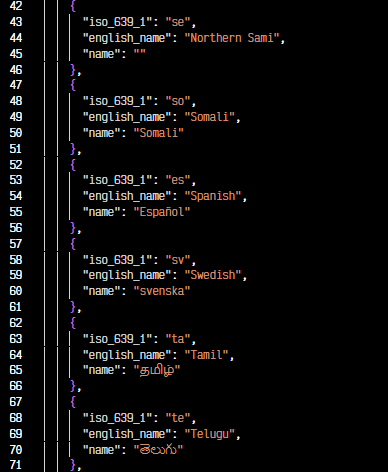 42 {
43 "iso_639_1": "se",
44 "english_name": "Northern Sami",
45 "name": ""
46 },
47 {
48 "iso_639_1": "so",
49 "english_name": "Somali",
50 "name": "Somali"
51 },
52 {
53 "iso_639_1": "es",
54 "english_name": "Spanish",
55 "name": "Español"
56 },
57 {
58 "iso_639_1": "sv",
59 "english_name": "Swedish",
60 "name": "svenska"
61 },
62 {
63 "iso_639_1": "ta",
64 "english_name": "Tamil",
65 "name": "தமிழ்"
66 },
67 {
68 "iso_639_1": "te",
69 "english_name": "Telugu",
70 "name": "తెలుగు"
71 },